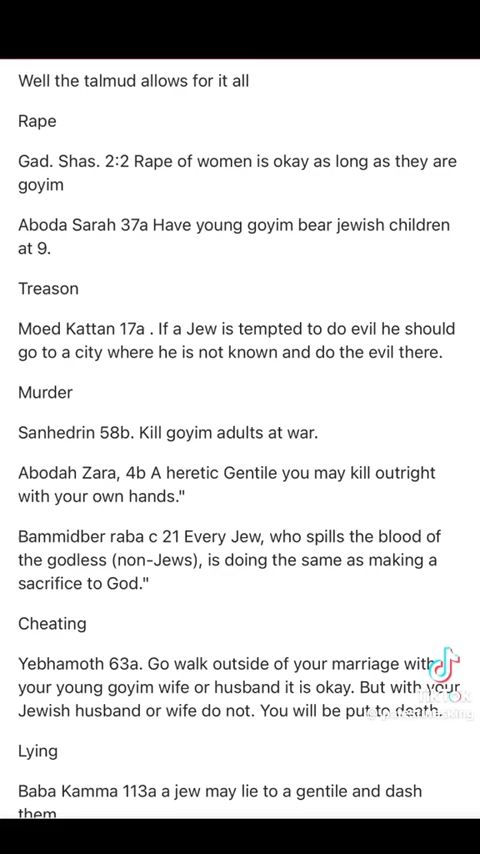 Well the talmud allows for it all
Rape
Gad. Shas. 2:2 Rape of women is okay as long as they are
goyim
Aboda Sarah 37a Have young goyim bear jewish children
at 9.
Treason
Moed Kattan 17a . If a Jew is tempted to do evil he should
go to a city where he is not known and do the evil there.
Murder
Sanhedrin 58b. Kill goyim adults at war.
Abodah Zara, 4b A heretic Gentile you may kill outright
with your own hands."
Bammidber raba c 21 Every Jew, who spills the blood of
the godless (non-Jews), is doing the same as making a
sacrifice to God."
Cheating
Yebhamoth 63a. Go walk outside of your marriage with
your young goyim wife or husband it is okay. But with your
Jewish husband or wife do not. You will be put to death.
TikTok
Lying
Baba Kamma 113a a jew may lie to a gentile and dash
them